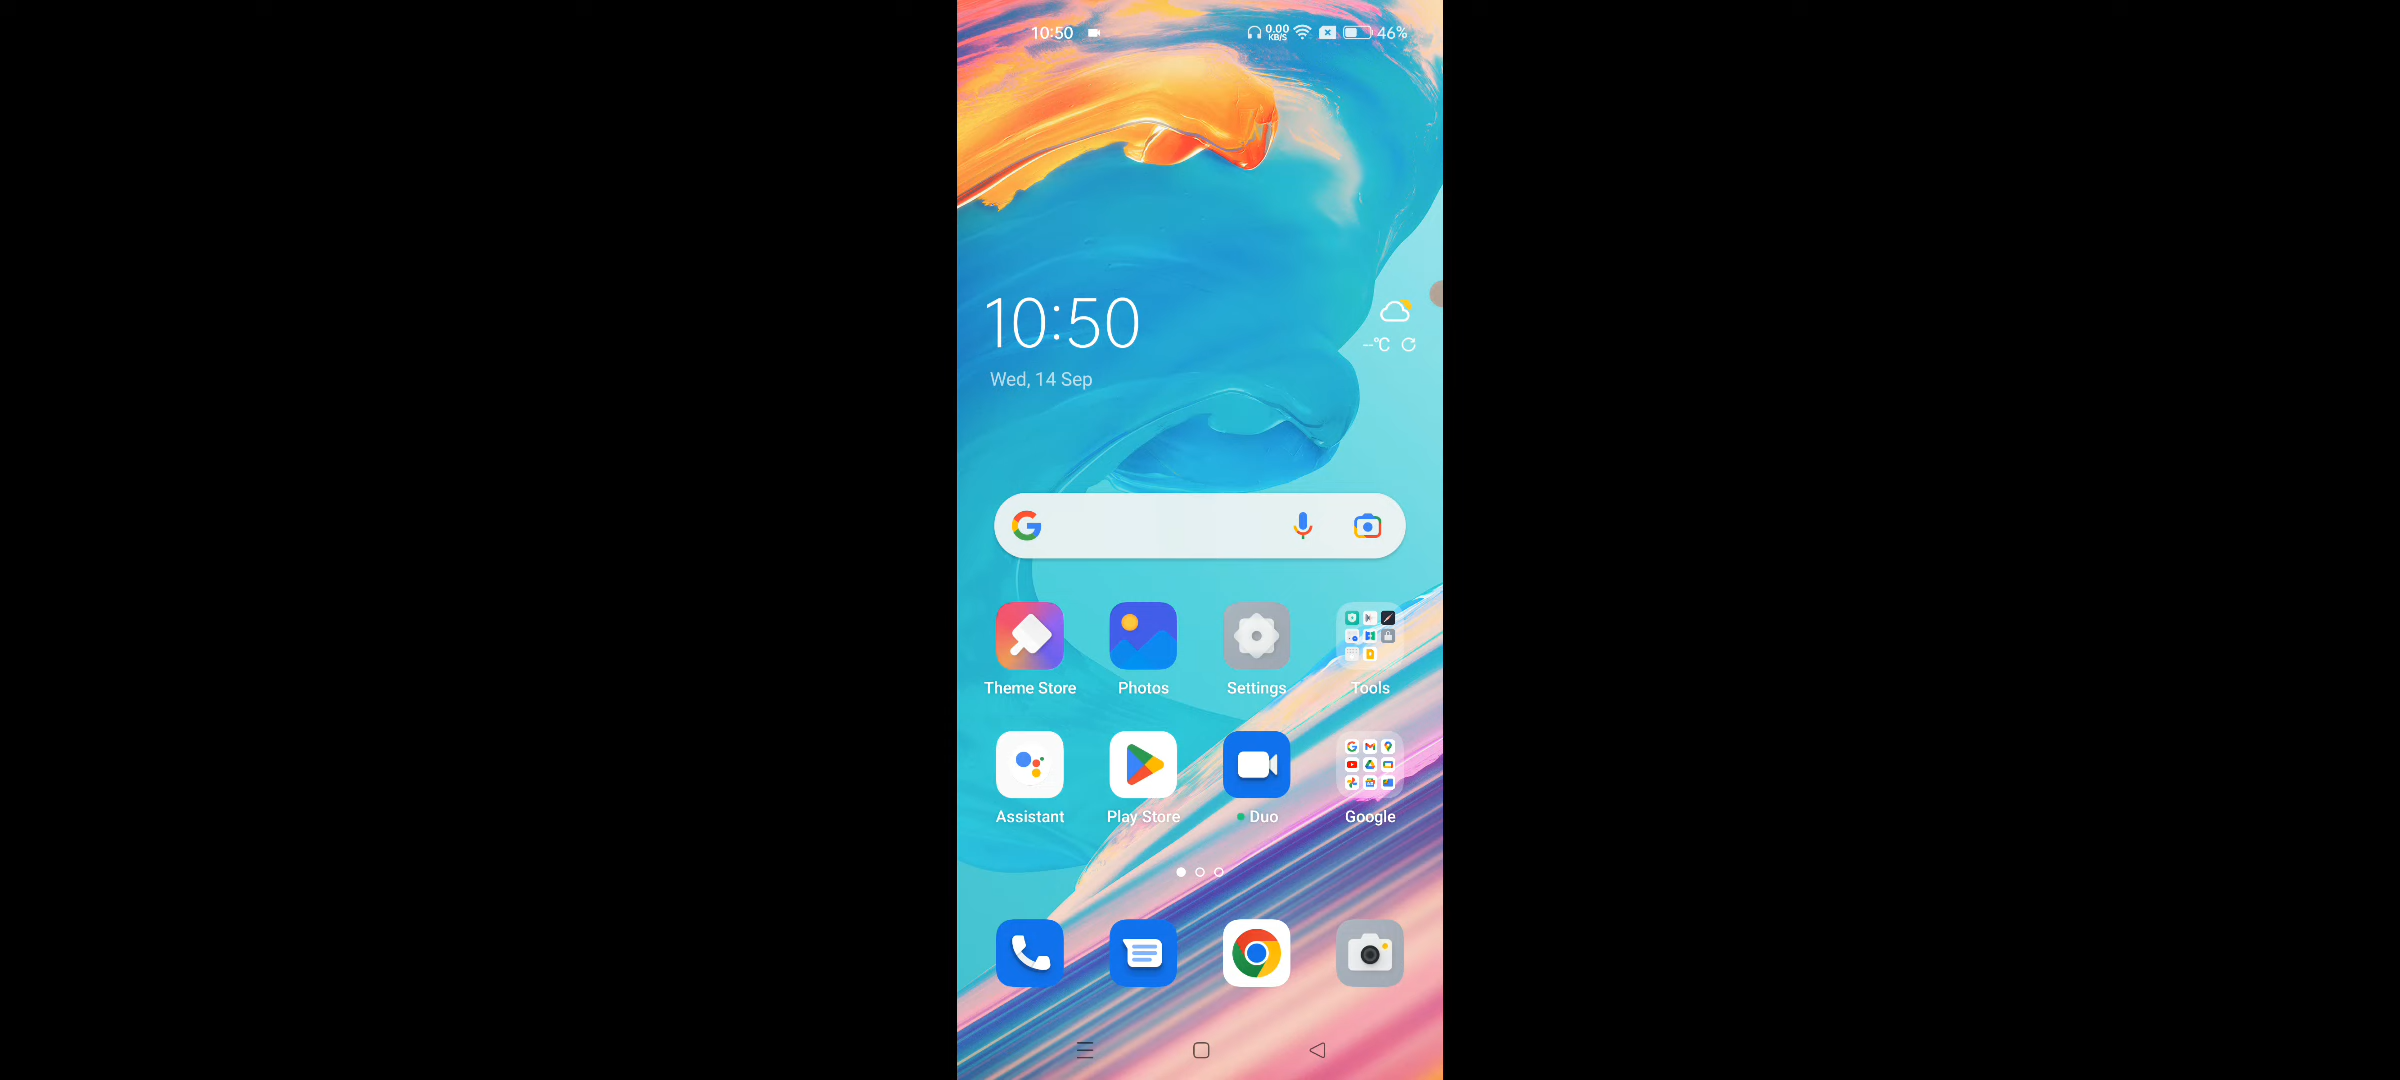 10:50 0.00 KB/S 46%
10:50
--°C
Wed, 14 Sep
Theme Store Photos Settings Tools
Assistant Play Store Duo Google